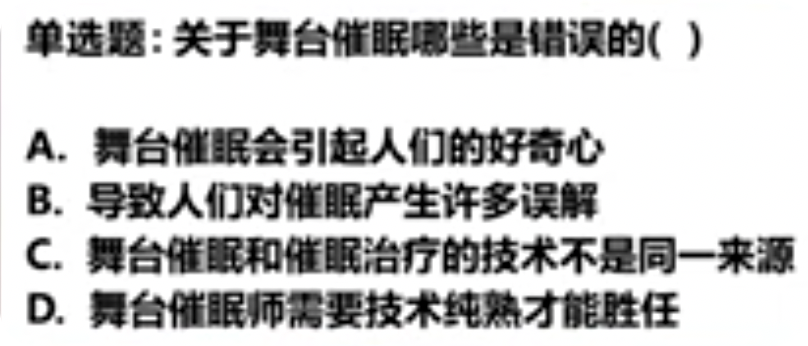 单选题：关于舞台催眠哪些是错误的( )
A. 舞台催眠会引起人们的好奇心
B. 导致人们对催眠产生许多误解
C. 舞台催眠和催眠治疗的技术不是同一来源
D. 舞台催眠师需要技术纯熟才能胜任